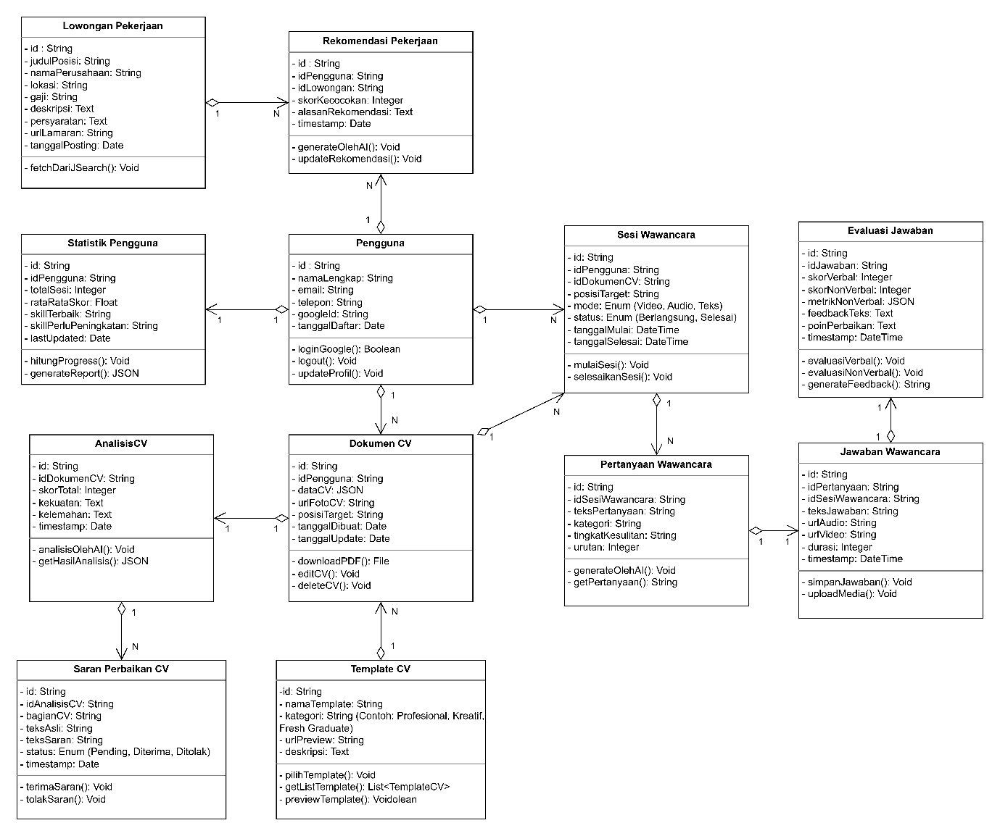 Lowongan Pekerjaan
- id : String
- judulPosisi: String
- namaPerusahaan: String
- lokasi: String
- gaji: String
- deskripsi: Text
- persyaratan: Text
- urlLamaran: String
- tanggalPosting: Date
- fetchDariJSearch(): Void
1
N
Rekomendasi Pekerjaan
- id : String
- idPengguna: String
- idLowongan: String
- skorKecocokan: Integer
- alasanRekomendasi: Text
- timestamp: Date
- generateOlehAI(): Void
- updateRekomendasi(): Void
N
1
Statistik Pengguna
- id: String
- idPengguna: String
- totalSesi: Integer
- rataRataSkor: Float
- skillTerbaik: String
- skillPerluPeningkatan: String
- lastUpdated: Date
- hitungProgress(): Void
- generateReport(): JSON
1
1
Pengguna
- id : String
- namaLengkap: String
- email: String
- telepon: String
- googleId: String
- tanggalDaftar: Date
- loginGoogle(): Boolean
- logout(): Void
- updateProfil(): Void
1
N
Sesi Wawancara
- id: String
- idPengguna: String
- idDokumenCV: String
- posisiTarget: String
- mode: Enum (Video, Audio, Teks)
- status: Enum (Berlangsung, Selesai)
- tanggalMulai: DateTime
- tanggalSelesai: DateTime
- mulaiSesi(): Void
- selesaikanSesi(): Void
Evaluasi Jawaban
- id: String
- idJawaban: String
- skorVerbal: Integer
- skorNonVerbal: Integer
- metrikNonVerbal: JSON
- feedbackTeks: Text
- poinPerbaikan: Text
- timestamp: DateTime
- evaluasiVerbal(): Void
- evaluasiNonVerbal(): Void
- generateFeedback(): String
1
N
1
N
1
N
1
1
AnalisisCV
- id: String
- idDokumenCV: String
- skorTotal: Integer
- kekuatan: Text
- kelemahan: Text
- timestamp: Date
- analisisOlehAI(): Void
- getHasilAnalisis(): JSON
1
1
Dokumen CV
- id: String
- idPengguna: String
- dataCV: JSON
- urlFotoCV: String
- posisiTarget: String
- tanggalDibuat: Date
- tanggalUpdate: Date
- downloadPDF(): File
- editCV(): Void
- deleteCV(): Void
Pertanyaan Wawancara
- id: String
- idSesiWawancara: String
- teksPertanyaan: String
- kategori: String
- tingkatKesulitan: String
- urutan: Integer
- generateOlehAI(): Void
- getPertanyaan(): String
1
1
Jawaban Wawancara
- id: String
- idPertanyaan: String
- idSesiWawancara: String
- teksJawaban: String
- urlAudio: String
- urlVideo: String
- durasi: Integer
- timestamp: DateTime
- simpanJawaban(): Void
- uploadMedia(): Void
1
N
N
1
Saran Perbaikan CV
- id: String
- idAnalisisCV: String
- bagianCV: String
- teksAsli: String
- teksSaran: String
- status: Enum (Pending, Diterima, Ditolak)
- timestamp: Date
- terimaSaran(): Void
- tolakSaran(): Void
Template CV
-id: String
- namaTemplate: String
- kategori: String (Contoh: Profesional, Kreatif,
Fresh Graduate)
- urlPreview: String
- deskripsi: Text
- pilihTemplate(): Void
- getListTemplate(): List<TemplateCV>
- previewTemplate(): Voidolean